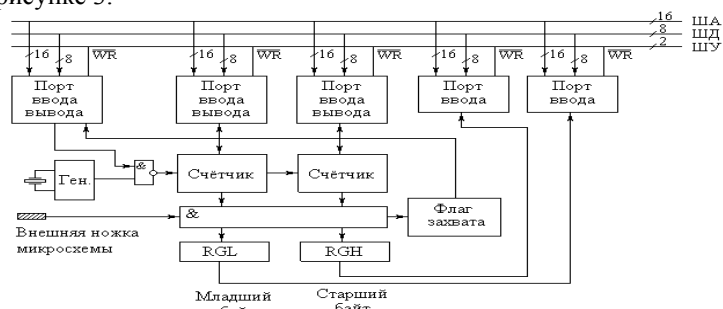 рисунке 3.
16 ША
8 ШД
2 ШУ
16 8 WR 16 8 WR 16 8 WR 8 WR 16 8 WR
Порт ввода вывода
Порт ввода вывода
Порт ввода вывода
Порт ввода
Порт ввода
&
Ген.
Счётчик
Счётчик
&
Флаг захвата
Внешняя ножка микросхемы
RGL
RGH
Младший
Старший
байт